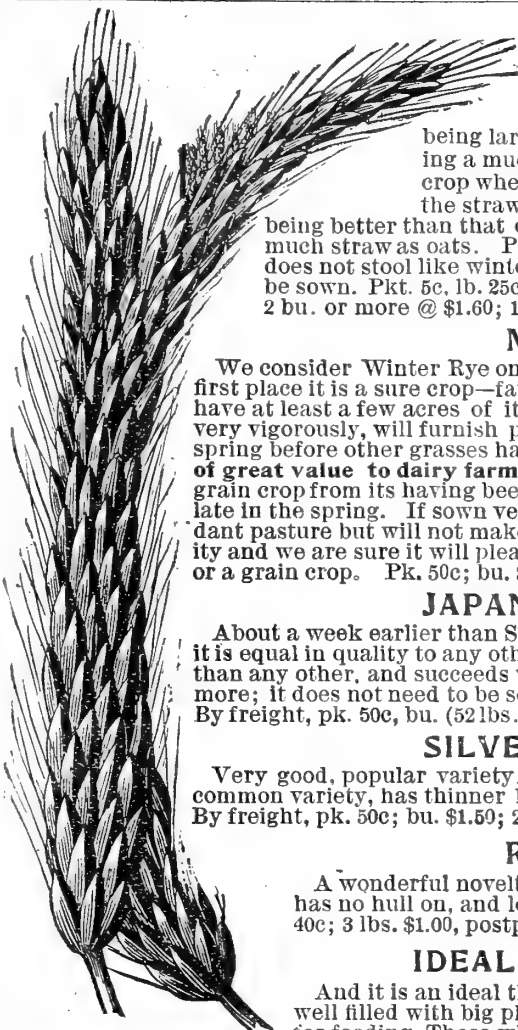 being lar
ing a mu
crop whe
the straw
being better than that
much straw as oats. P
does not stool like wint
be sown. Pkt. 5c, lb. 25c
2 bu. or more @ $1.60; 1
We consider Winter Rye on
first place it is a sure crop—fa
have at least a few acres of it
very vigorously, will furnish p
spring before other grasses ha
of great value to dairy farm
grain crop from its having bee
late in the spring. If sown ve
dant pasture but will not mak
ity and we are sure it will plea
or a grain crop. Pk. 50c; bu.
JAPAN
About a week earlier than S
it is equal in quality to any oth
than any other, and succeeds
more; it does not need to be s
By freight, pk. 50c, bu. (52 lbs.
SILVE
Very good, popular variety
common variety, has thinner
By freight, pk. 50c; bu. $1.50; 2
A wonderful novelt
has no hull on, and l
40c; 3 lbs. $1.00, postp
IDEAL
And it is an ideal t
well filled with big p